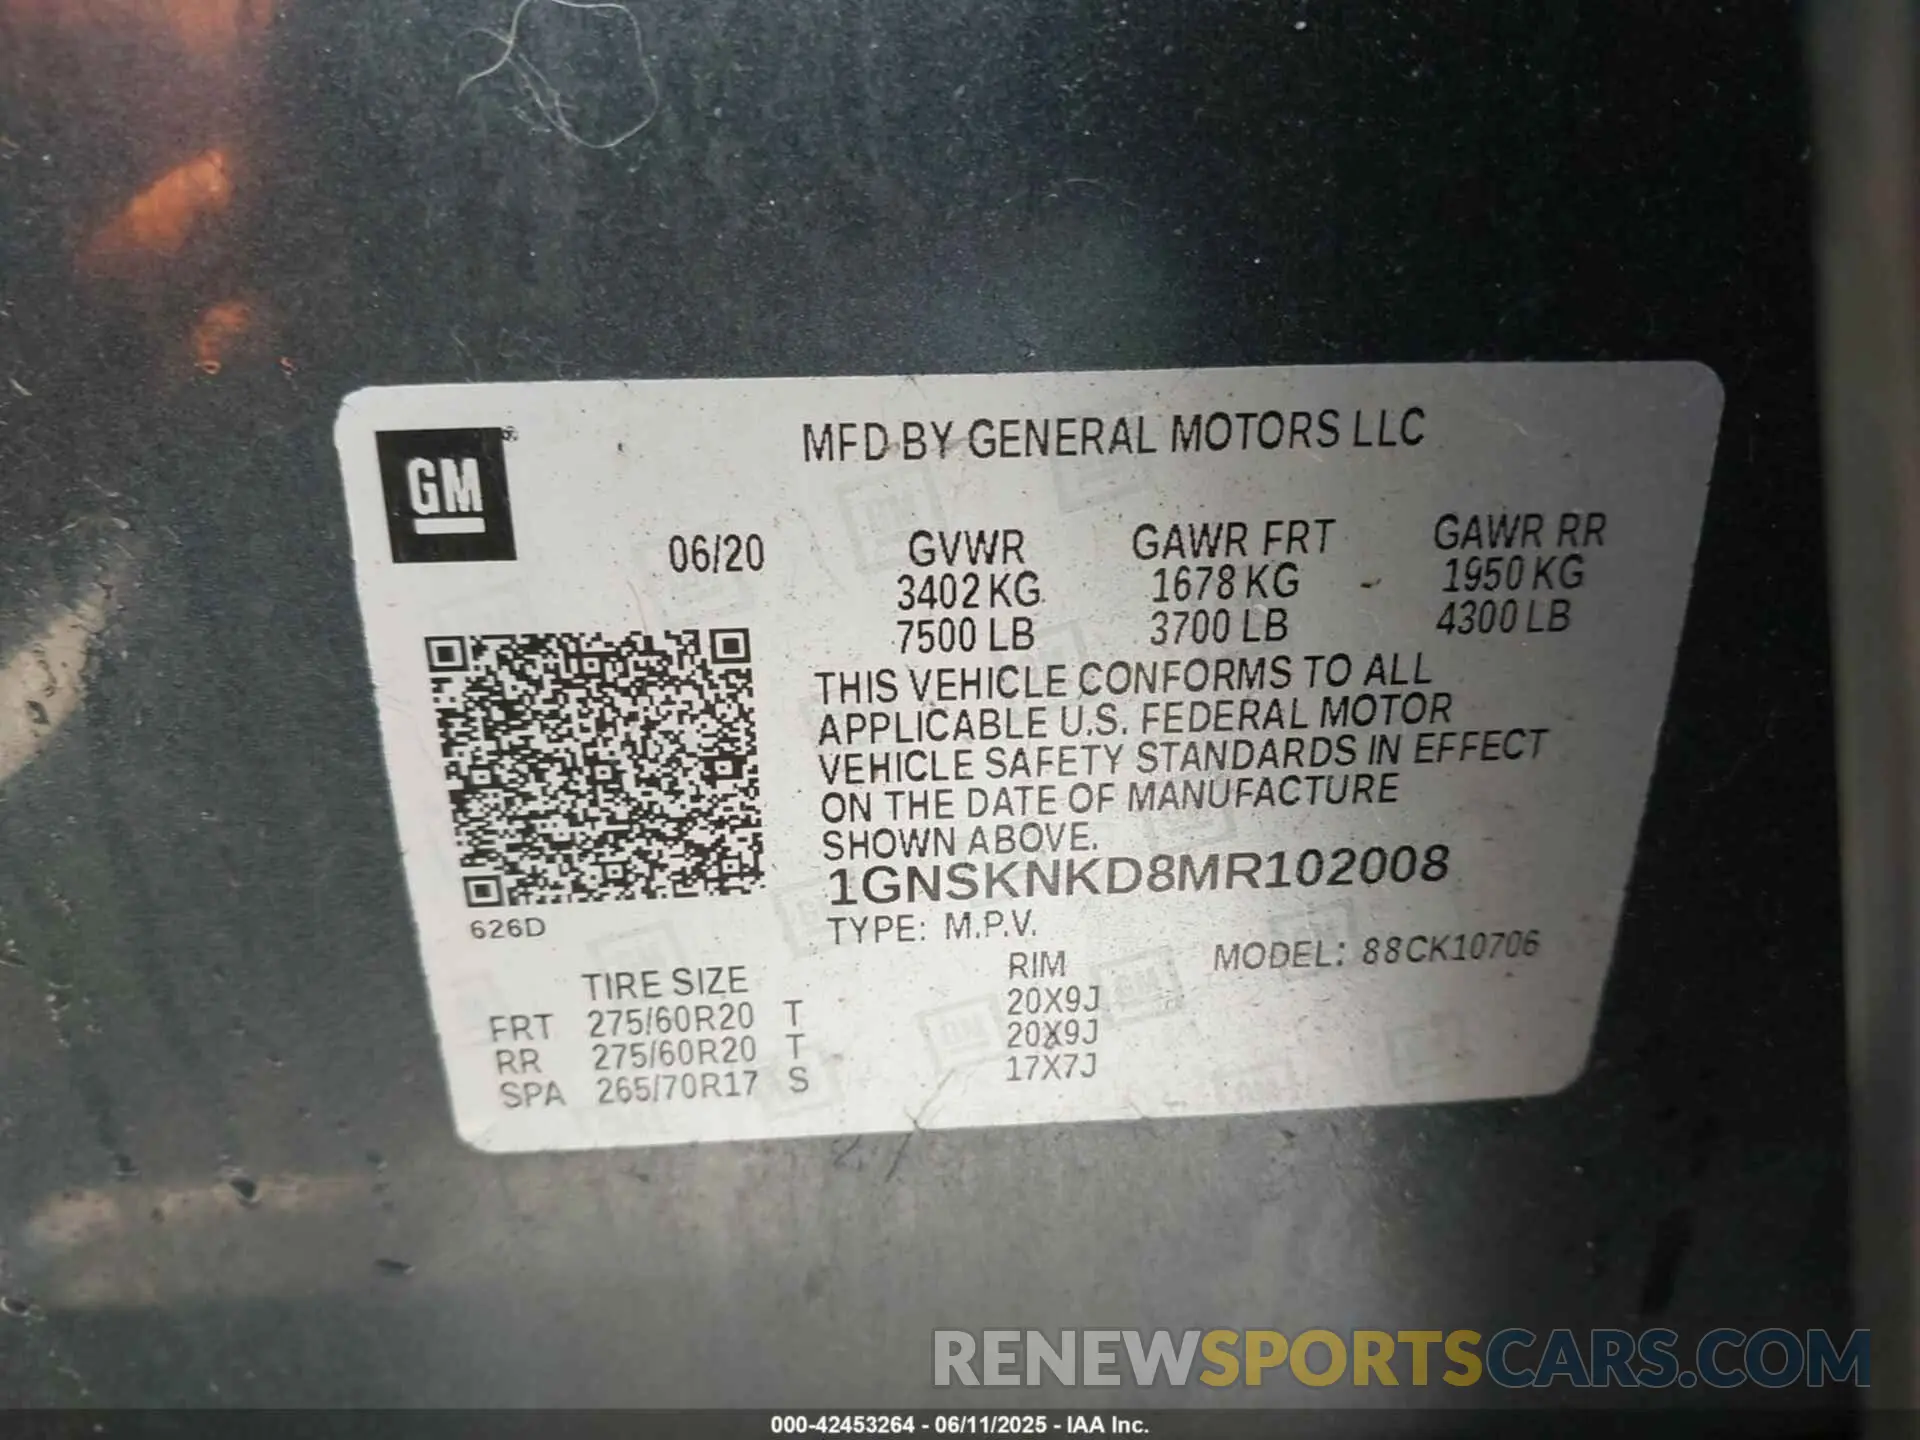 GM ®
MFD BY GENERAL MOTORS LLC
06/20 GVWR GAWR FRT GAWR RR
3402 KG 1678 KG 1950 KG
7500 LB 3700 LB 4300 LB
THIS VEHICLE CONFORMS TO ALL
APPLICABLE U.S. FEDERAL MOTOR
VEHICLE SAFETY STANDARDS IN EFFECT
ON THE DATE OF MANUFACTURE
SHOWN ABOVE.
1GNSKNKD8MR102008
626D
TYPE: M.P.V.
MODEL: 88CK10706
TIRE SIZE RIM
FRT 275/60R20 T 20X9J
RR 275/60R20 T 20X9J
SPA 265/70R17 S 17X7J
RENEWSPORTSCARS.COM
000-42453264 - 06/11/2025 - IAA Inc.